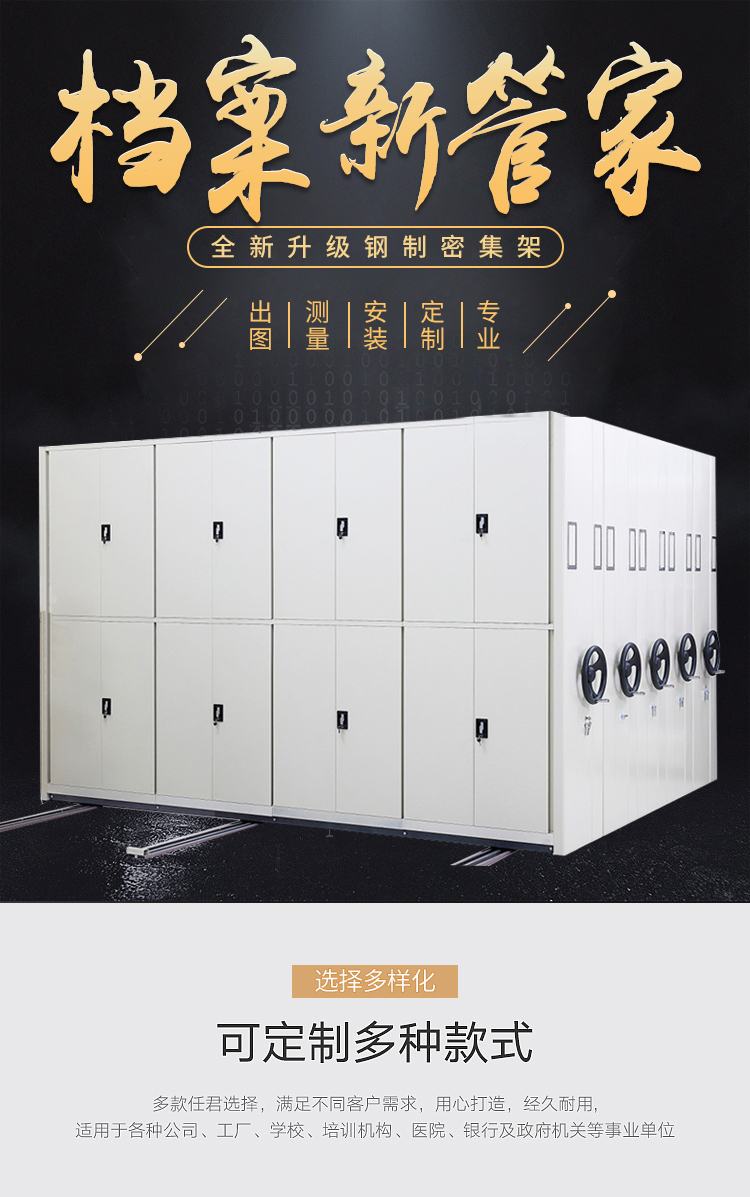 档案新管家
全新升级钢制密集架
出图 测量 安装 定制 专业
选择多样化
可定制多种款式
多款任君选择，满足不同客户需求，用心打造，经久耐用，
适用于各种公司、工厂、学校、培训机构、医院、银行及政府机关等事业单位